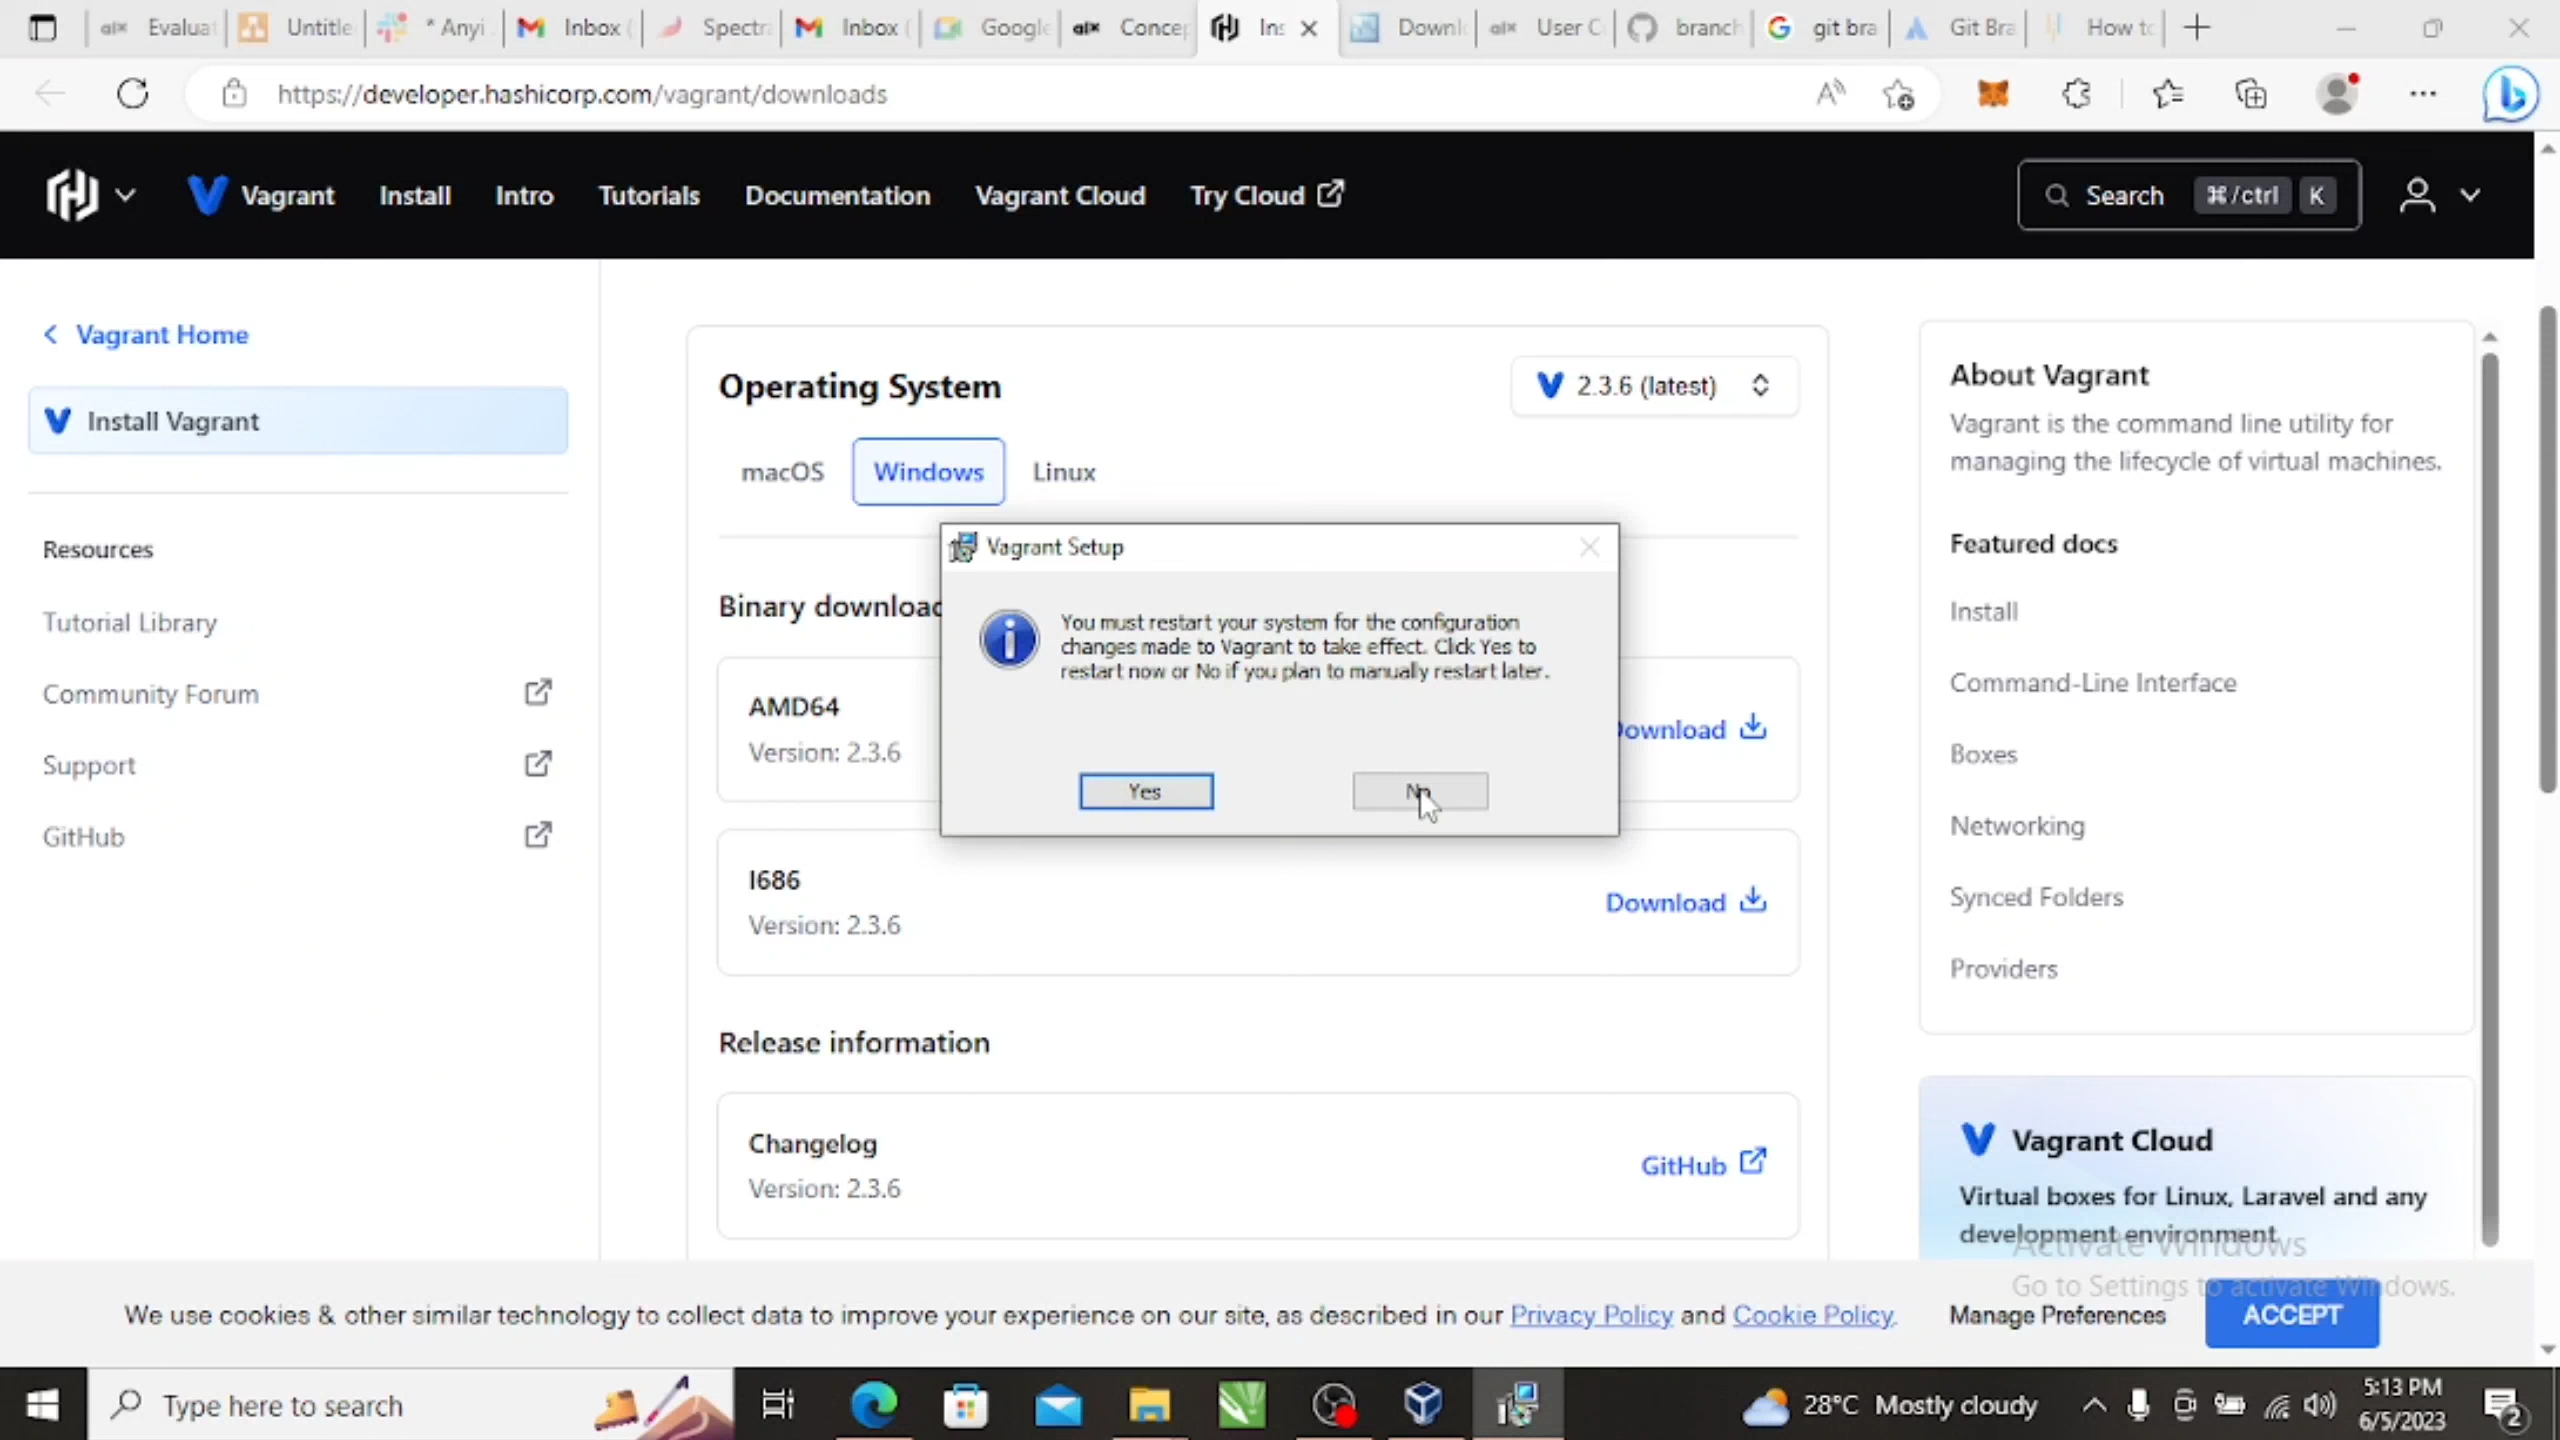 Evaluat
Untitle
* Anyi
Inbox (
Spectra
Inbox (
Google
alx Concep
Ins
Downl
alx User C
branch
git bra
Git Bra
How to
https://developer.hashicorp.com/vagrant/downloads
Vagrant Install Intro Tutorials Documentation Vagrant Cloud Try Cloud
Search ⌘/ctrl K
Vagrant Home
Install Vagrant
Resources
Tutorial Library
Community Forum
Support
GitHub
Operating System
2.3.6 (latest)
macOS Windows Linux
Binary download
AMD64
Version: 2.3.6
Download
I686
Version: 2.3.6
Download
Release information
Changelog
Version: 2.3.6
GitHub
Vagrant Setup
You must restart your system for the configuration
changes made to Vagrant to take effect. Click Yes to
restart now or No if you plan to manually restart later.
Yes
No
About Vagrant
Vagrant is the command line utility for
managing the lifecycle of virtual machines.
Featured docs
Install
Command-Line Interface
Boxes
Networking
Synced Folders
Providers
Vagrant Cloud
Virtual boxes for Linux, Laravel and any
development environment
Activate Windows
Go to Settings to activate Windows.
We use cookies & other similar technology to collect data to improve your experience on our site, as described in our Privacy Policy and Cookie Policy.
Manage Preferences
ACCEPT
Type here to search
28°C Mostly cloudy
5:13 PM
6/5/2023
2